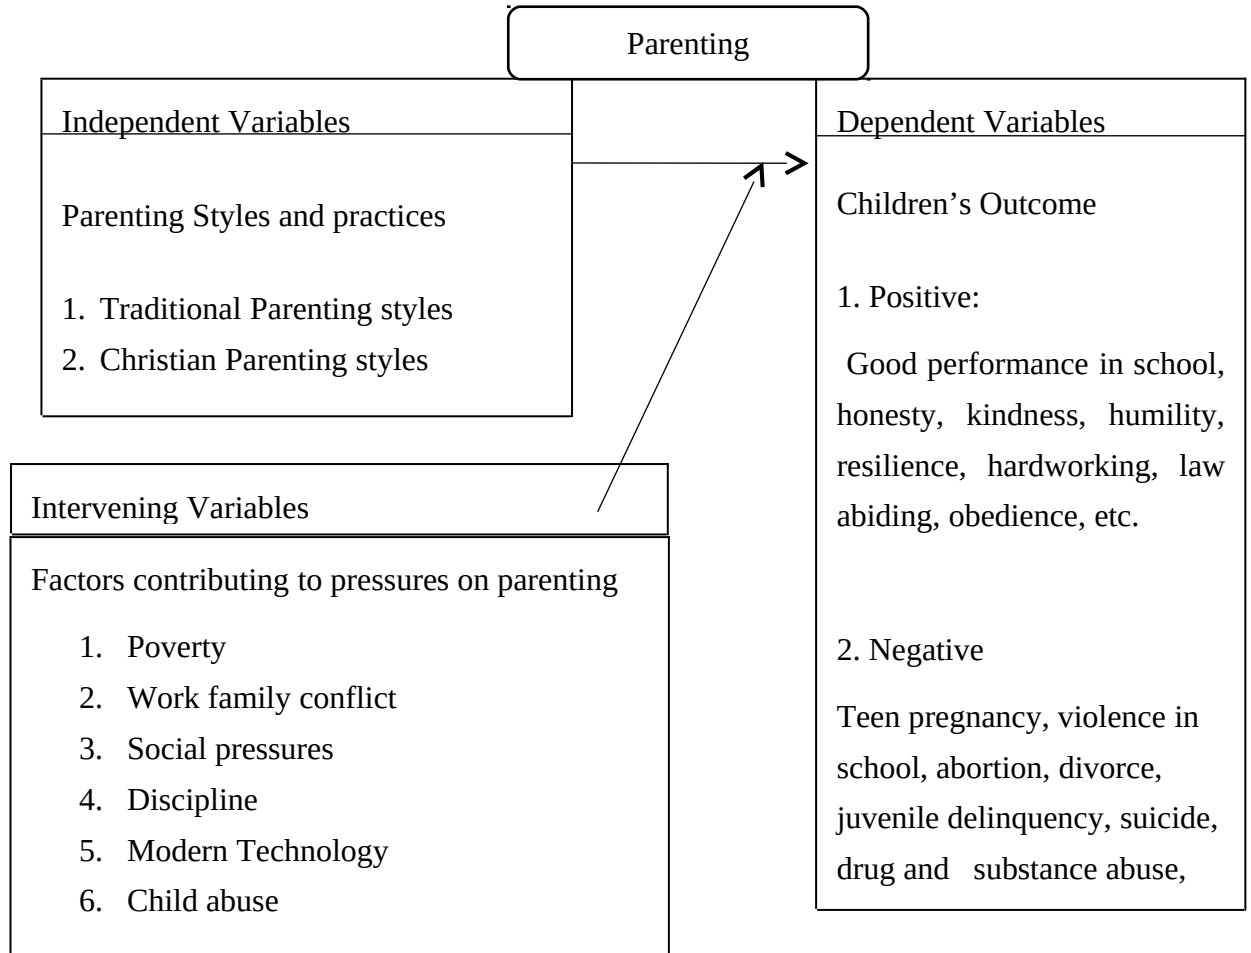 Parenting
Independent Variables
Parenting Styles and practices
1. Traditional Parenting styles
2. Christian Parenting styles
Intervening Variables
Factors contributing to pressures on parenting
1. Poverty
2. Work family conflict
3. Social pressures
4. Discipline
5. Modern Technology
6. Child abuse
Dependent Variables
Children’s Outcome
1. Positive:
Good performance in school,
honesty, kindness, humility,
resilience, hardworking, law
abiding, obedience, etc.
2. Negative
Teen pregnancy, violence in
school, abortion, divorce,
juvenile delinquency, suicide,
drug and substance abuse,